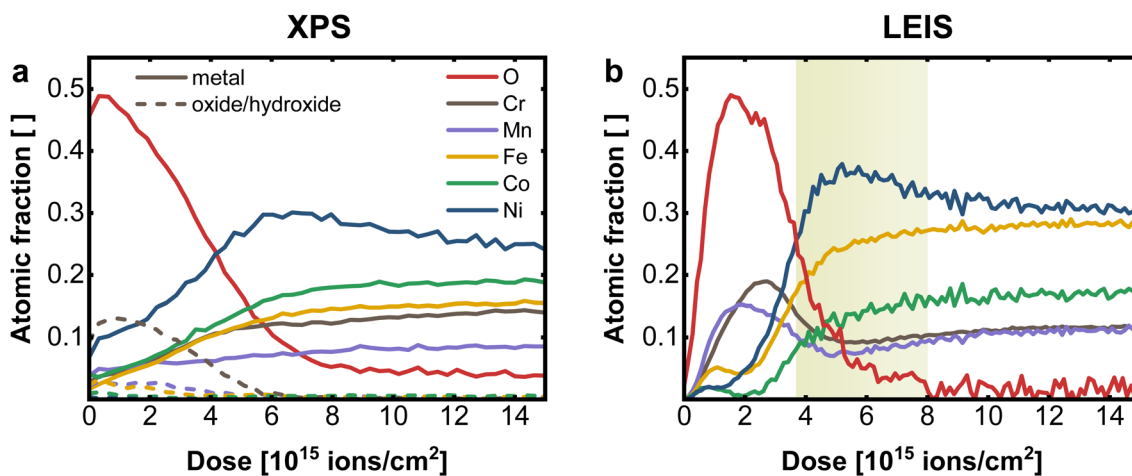 XPS
LEIS
a
metal
oxide/hydroxide
O
Cr
Mn
Fe
Co
Ni
b
0.5
0.4
0.3
0.2
0.1
Atomic fraction [ ]
0 2 4 6 8 10 12 14
Dose [10¹⁵ ions/cm²]
0.5
0.4
0.3
0.2
0.1
Atomic fraction [ ]
0 2 4 6 8 10 12 14
Dose [10¹⁵ ions/cm²]